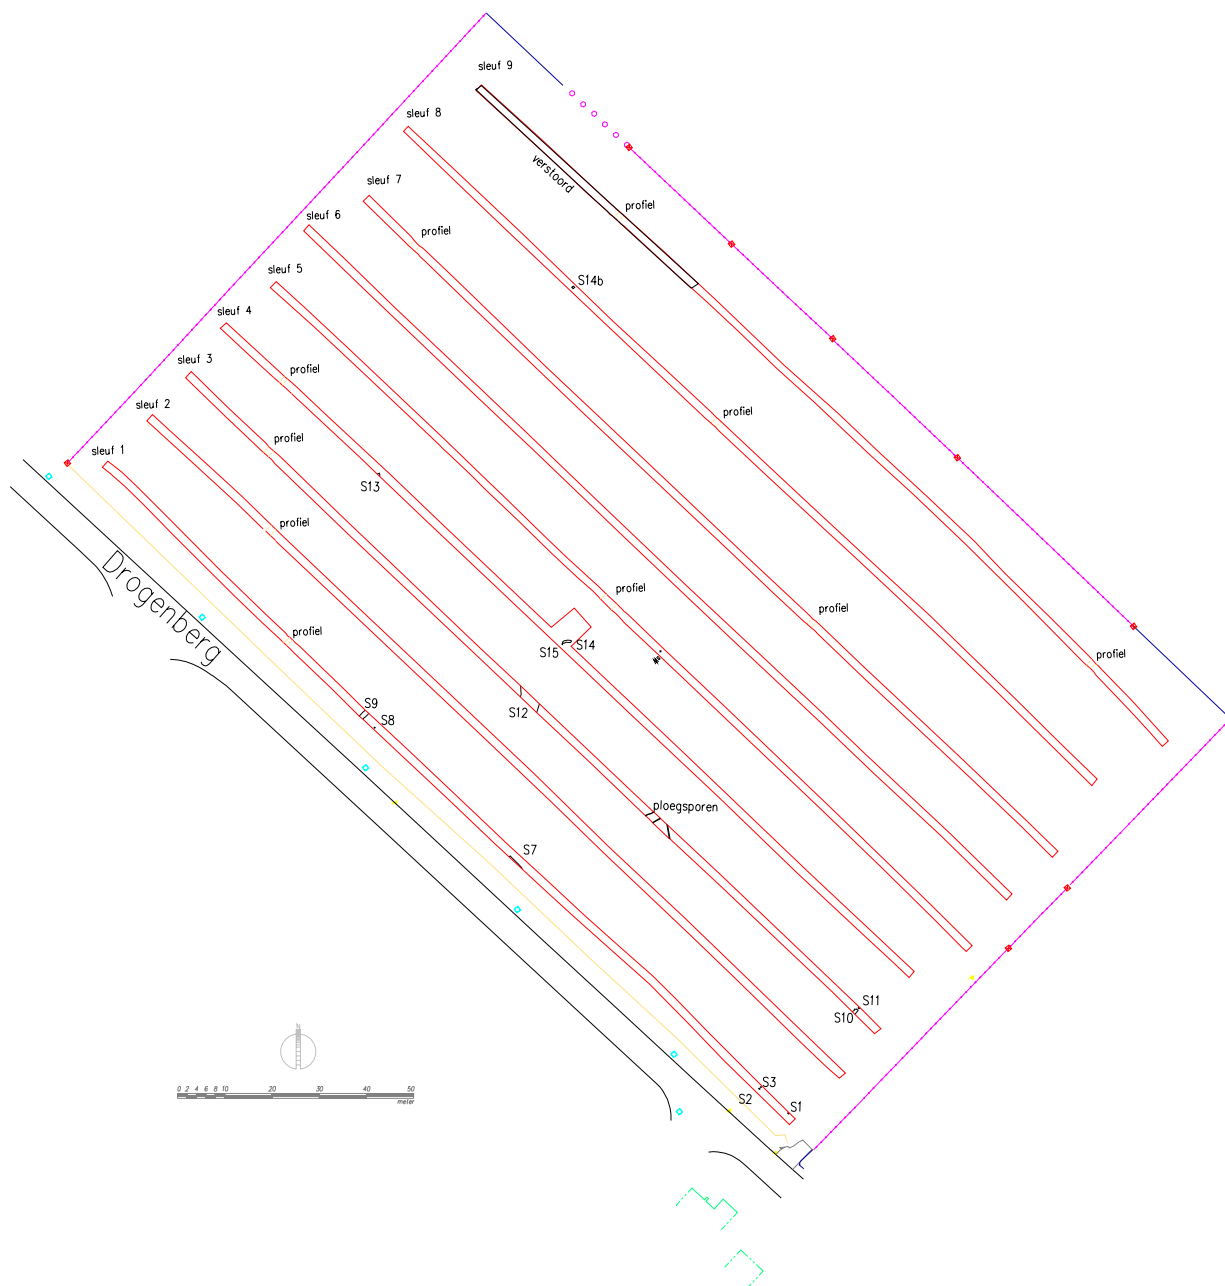 sleuf 9
sleuf 8
verstoord
sleuf 7
profiel
sleuf 6
profiel
sleuf 5
S14b
sleuf 4
sleuf 3
profiel
sleuf 2
profiel
profiel
sleuf 1
S13
profiel
Drogenberg
profiel
profiel
profiel
S15
S14
profiel
S9
S8
S12
ploegsporen
S7
S11
S10
S3
S2
S1
0 2 4 6 8 10 20 30 40 50
meter